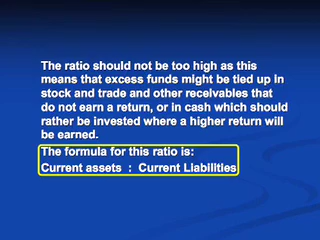 The ratio should not be too high as this
means that excess funds might be tied up in
stock and trade and other receivables that
do not earn a return, or in cash which should
rather be invested where a higher return will
be earned.
The formula for this ratio is:
Current assets : Current Liabilities